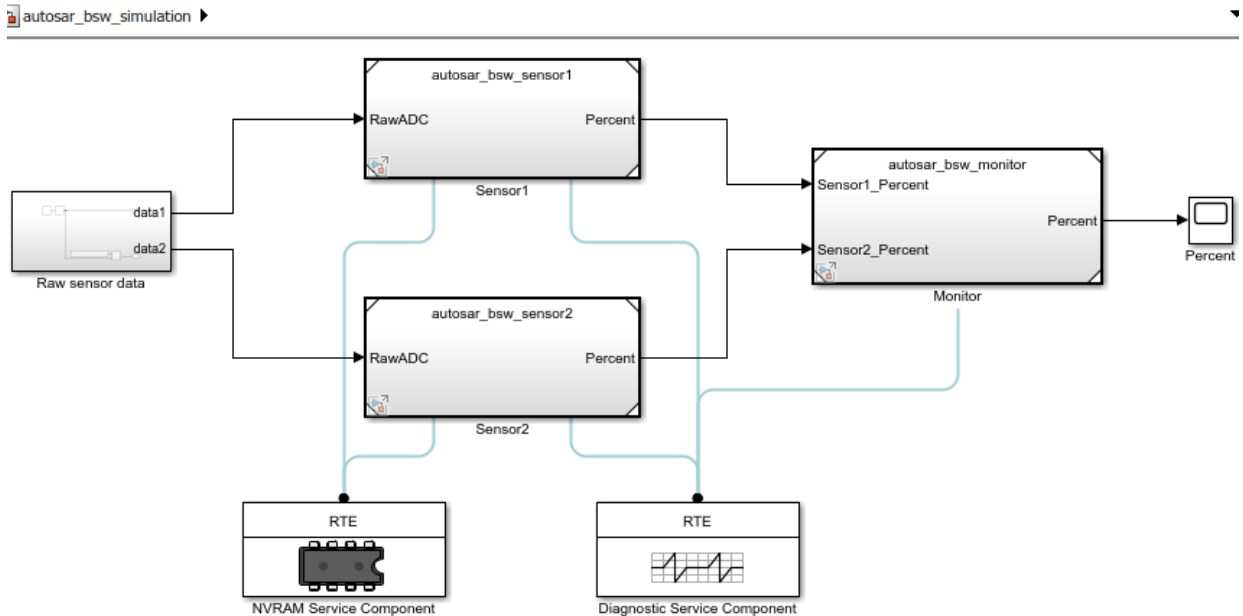 autosar_bsw_simulation
autosar_bsw_sensor1
RawADC
Percent
Sensor1
data1
data2
Raw sensor data
autosar_bsw_monitor
Sensor1_Percent
Sensor2_Percent
Percent
Monitor
Percent
autosar_bsw_sensor2
RawADC
Percent
Sensor2
RTE
NVRAM Service Component
RTE
Diagnostic Service Component